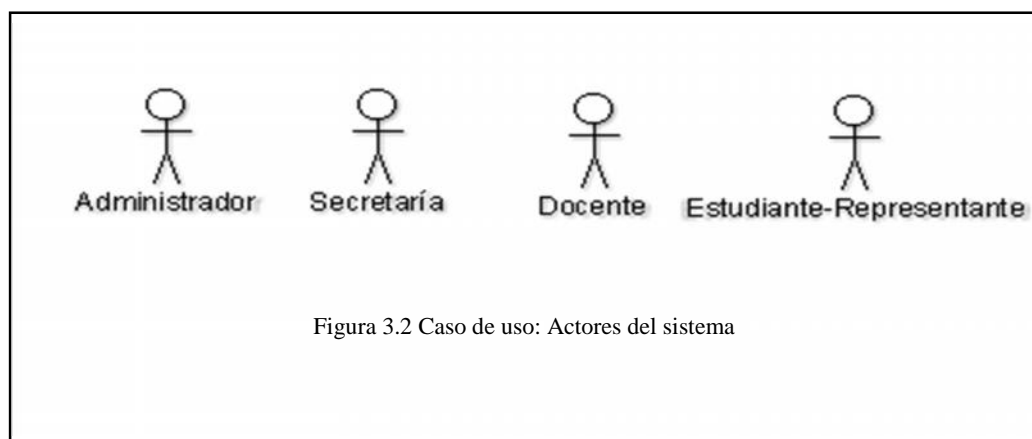 Administrador Secretaría Docente Estudiante-Representante
Figura 3.2 Caso de uso: Actores del sistema